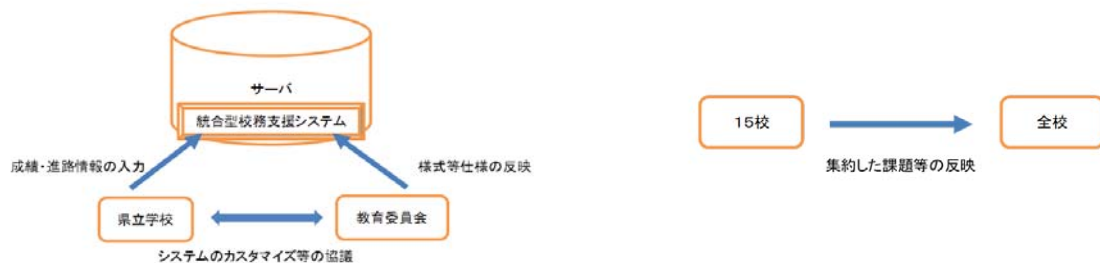 サーバ
統合型校務支援システム
成績・進路情報の入力
様式等仕様の反映
県立学校
教育委員会
システムのカスタマイズ等の協議
15校
全校
集約した課題等の反映